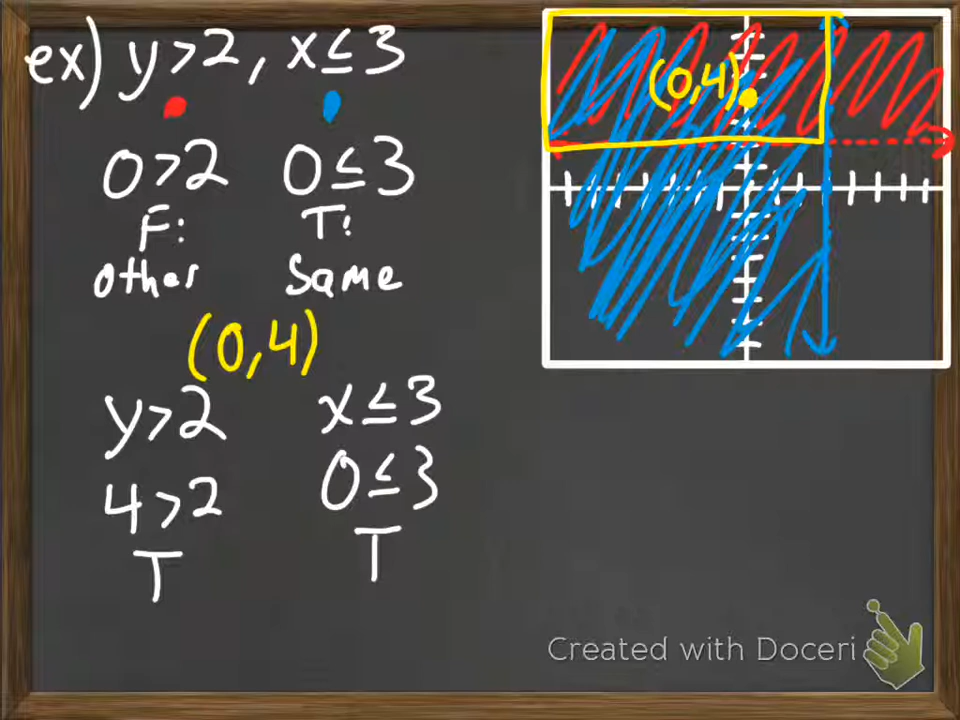 ex) y>2, x≤3
0>2 0≤3
F: T:
other Same
(0,4)
y>2 x≤3
4>2 0≤3
T T
(0,4)
Created with Doceri